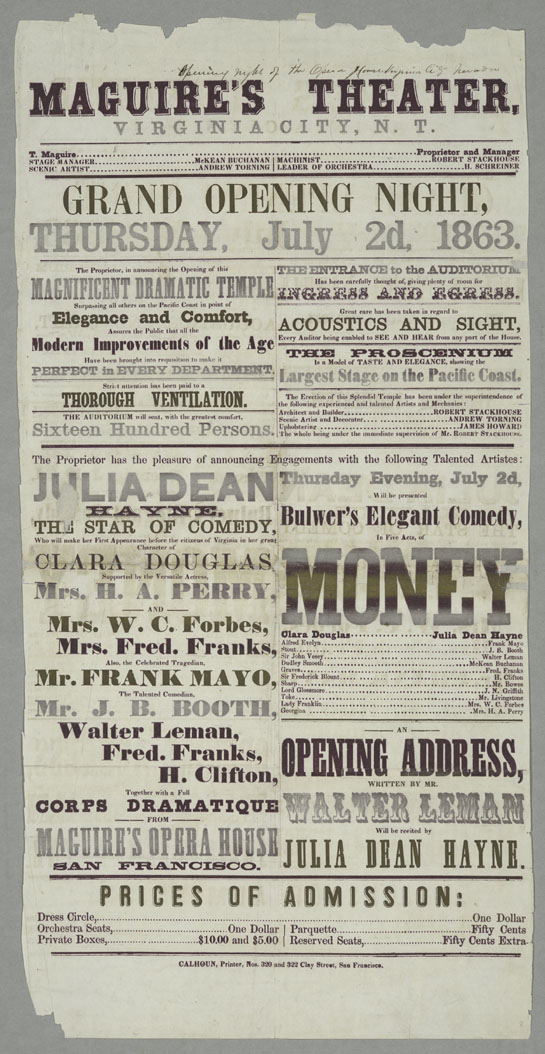 Opening night of the Opera House Virginia City Nevada
MAGUIRE'S THEATER,
VIRGINIA CITY, N. T.
T. Maguire Proprietor and Manager
STAGE MANAGER McKEAN BUCHANAN | MACHINIST ROBERT STACKHOUSE
SCENIC ARTIST ANDREW TORNING | LEADER OF ORCHESTRA H. SCHREINER
GRAND OPENING NIGHT,
THURSDAY, July 2d, 1863.
The Proprietor, in announcing the Opening of this
MAGNIFICENT DRAMATIC TEMPLE
Surpassing all others on the Pacific Coast in point of
Elegance and Comfort,
Assures the Public that all the
Modern Improvements of the Age
Have been brought into requisition to make it
PERFECT in EVERY DEPARTMENT.
Strict attention has been paid to a
THOROUGH VENTILATION.
THE AUDITORIUM will seat, with the greatest comfort,
Sixteen Hundred Persons.
THE ENTRANCE to the AUDITORIUM
Has been carefully thought of, giving plenty of room for
INGRESS AND EGRESS.
Great care has been taken in regard to
ACOUSTICS AND SIGHT,
Every Auditor being enabled to SEE AND HEAR from any part of the House.
THE PROSCENIUM
Is a Model of TASTE and ELEGANCE, showing the
Largest Stage on the Pacific Coast.
The Erection of this Splendid Temple has been under the superintendence of
the following experienced and talented Artists and Mechanics:
Architect and Builder ROBERT STACKHOUSE
Scenic Artist and Decorator ANDREW TORNING
Upholstering JAMES HOWARD
The whole being under the immediate supervision of Mr. ROBERT STACKHOUSE.
The Proprietor has the pleasure of announcing Engagements with the following Talented Artistes:
JULIA DEAN
HAYNE,
THE STAR OF COMEDY,
Who will make her First Appearance before the citizens of Virginia in her great
Character of
CLARA DOUGLAS
Supported by the Versatile Actress,
Mrs. H. A. PERRY,
AND
Mrs. W. C. Forbes,
Mrs. Fred. Franks,
Also, the Celebrated Tragedian,
Mr. FRANK MAYO,
The Talented Comedian,
Mr. J. B. BOOTH,
Walter Leman,
Fred. Franks,
H. Clifton,
Together with a Full
CORPS DRAMATIQUE
FROM
MAGUIRE'S OPERA HOUSE
SAN FRANCISCO.
Thursday Evening, July 2d,
Will be presented
Bulwer's Elegant Comedy,
In Five Acts, of
MONEY
Clara Douglas Julia Dean Hayne
Alfred Evelyn Frank Mayo
Stout J. B. Booth
Sir John Vesey Walter Leman
Dudley Smooth McKean Buchanan
Graves Fred. Franks
Sir Frederick Blount H. Clifton
Sharp Mr. Bowes
Lord Glossmore J. N. Griffith
Toke Mr. Livingstone
Lady Franklin Mrs. W. C. Forbes
Georgina Mrs. H. A. Perry
AN
OPENING ADDRESS,
WRITTEN BY MR.
WALTER LEMAN
Will be recited by
JULIA DEAN HAYNE.
PRICES OF ADMISSION:
Dress Circle, One Dollar
Orchestra Seats, One Dollar | Parquette Fifty Cents
Private Boxes, $10.00 and $5.00 | Reserved Seats, Fifty Cents Extra
CALHOUN, Printer, Nos. 320 and 322 Clay Street, San Francisco.